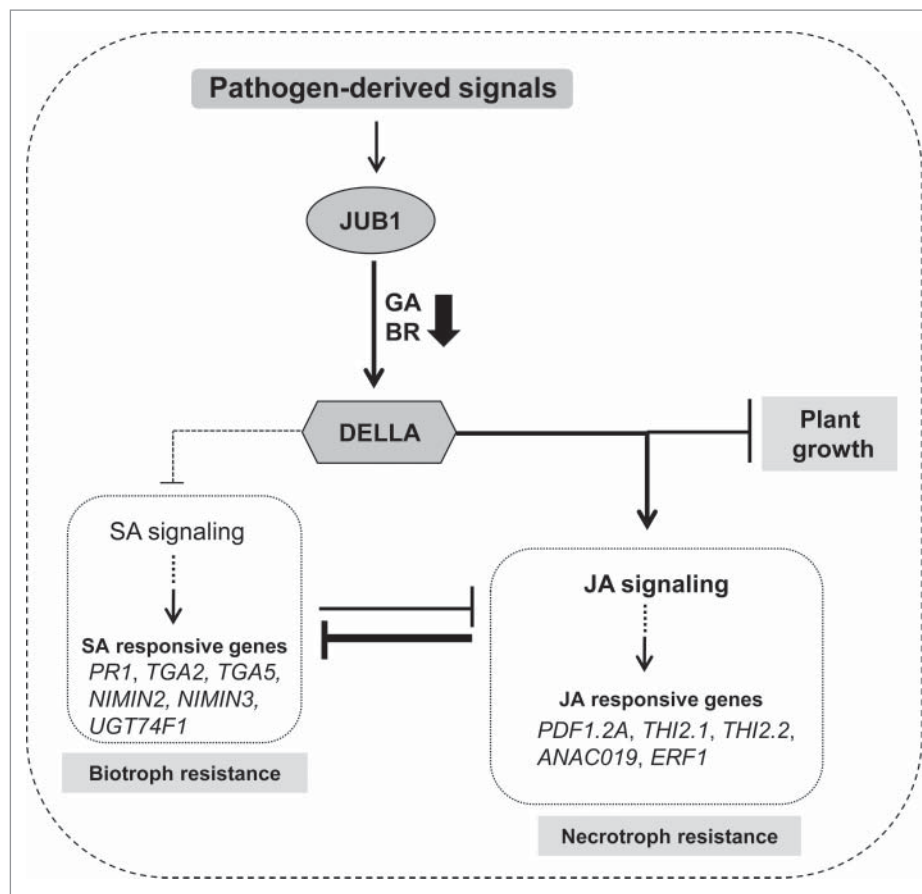 Pathogen-derived signals
JUB1
GA
BR
DELLA
Plant
growth
SA signaling
SA responsive genes
PR1, TGA2, TGA5,
NIMIN2, NIMIN3,
UGT74F1
Biotroph resistance
JA signaling
JA responsive genes
PDF1.2A, THI2.1, THI2.2,
ANAC019, ERF1
Necrotroph resistance